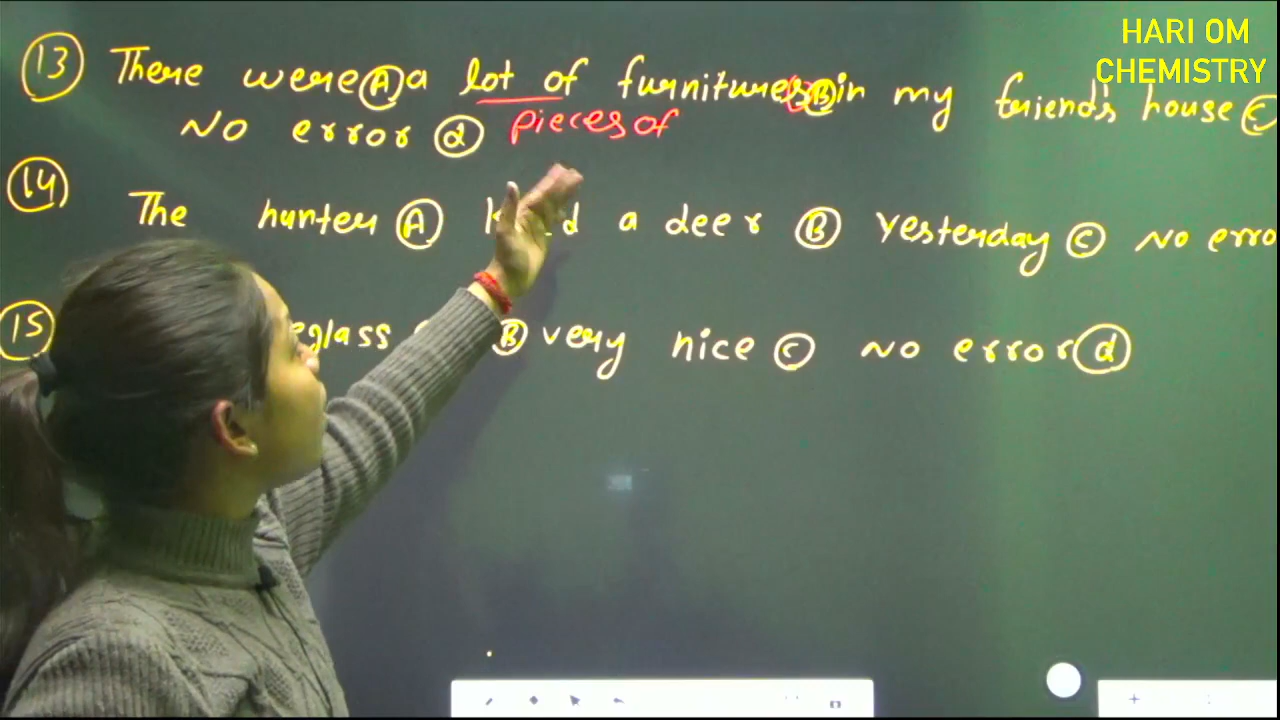 HARI OM
CHEMISTRY
13 There were A a lot of furnitures B in my friend's house C
No error d pieces of
14 The hunter A a deer B yesterday C No erro
15 eglass B very nice C No error d